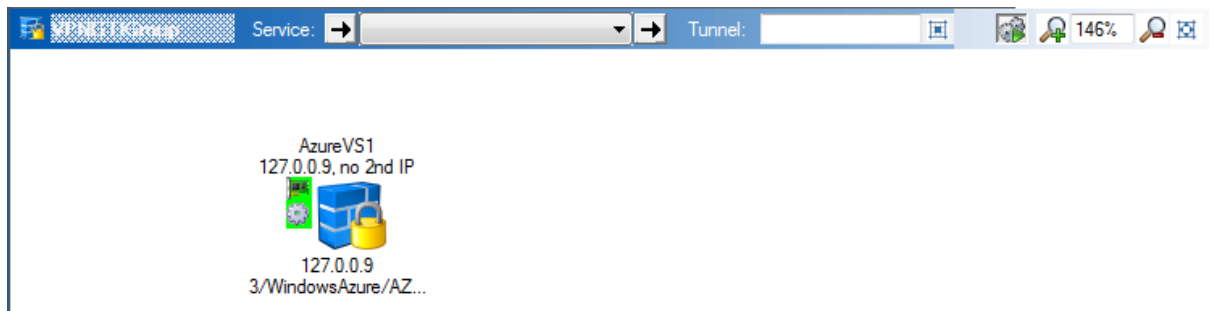 Service:
Tunnel:
146%
AzureVS1
127.0.0.9, no 2nd IP
127.0.0.9
3/WindowsAzure/AZ...